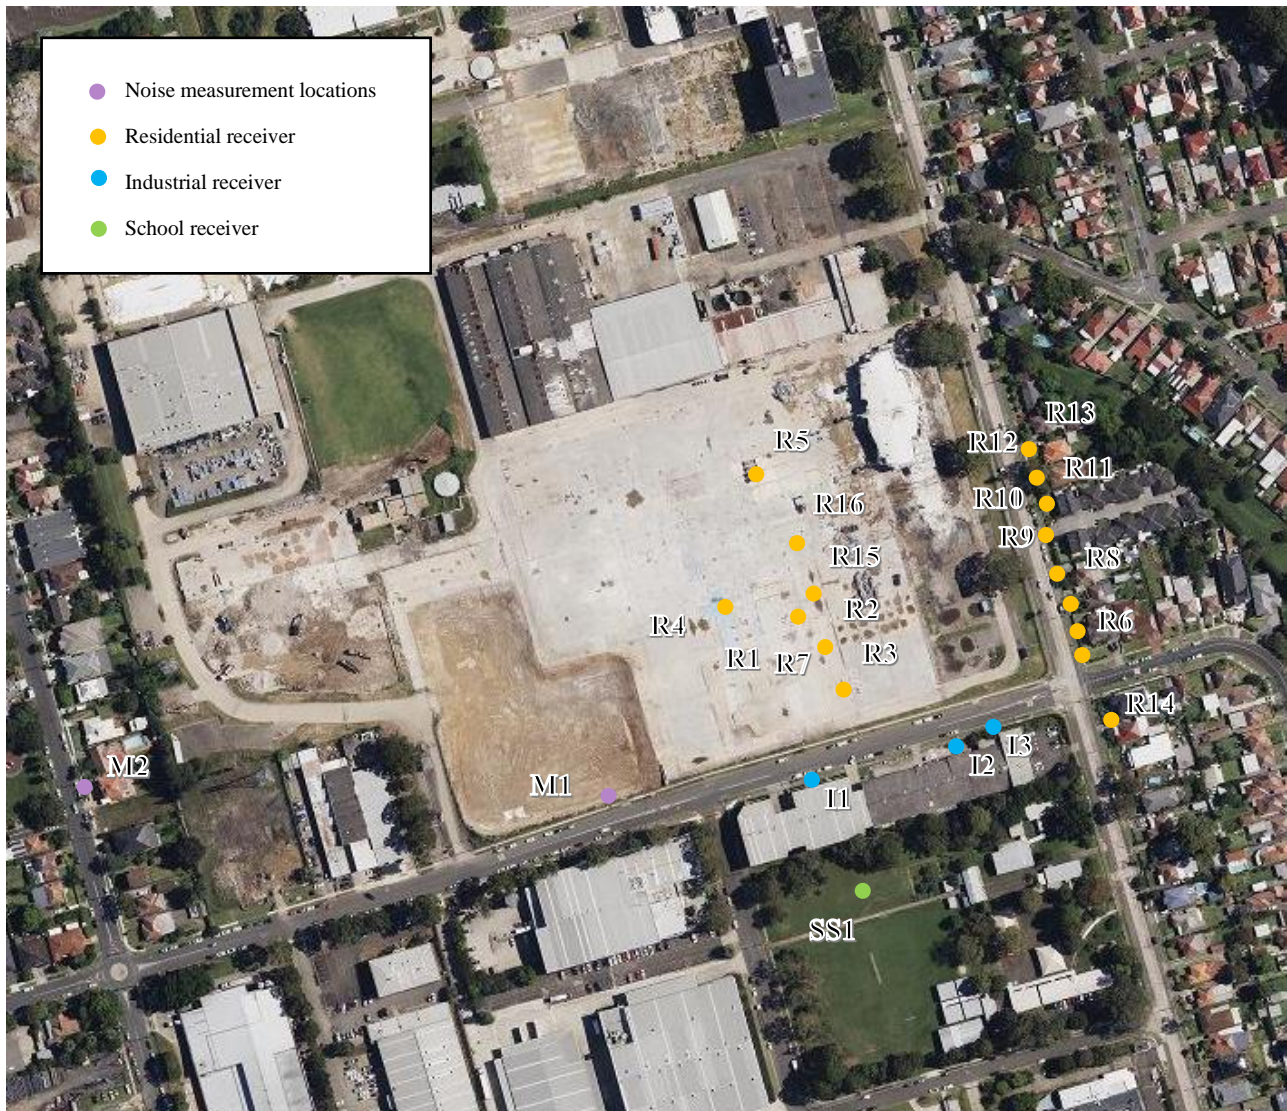 Noise measurement locations
Residential receiver
Industrial receiver
School receiver
R13
R12
R11
R5
R10
R16
R9
R15
R8
R2
R4
R6
R1
R7
R3
R14
I3
I2
M2
M1
I1
SS1